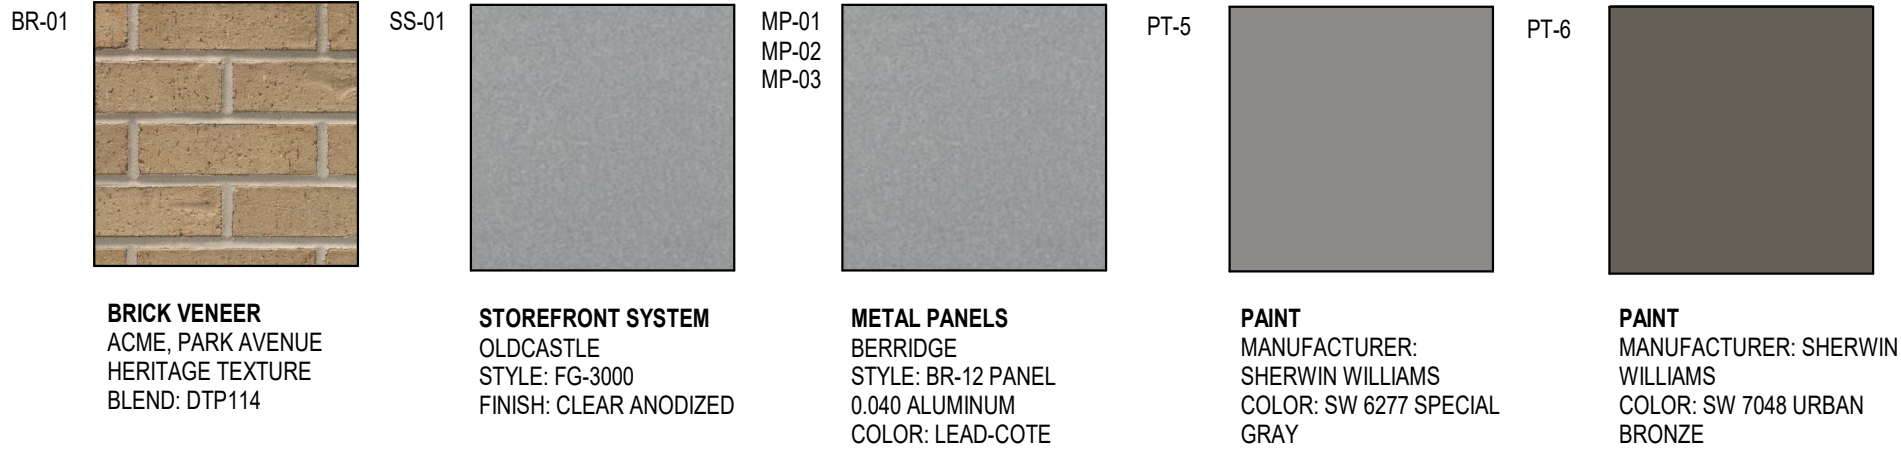 BR-01
BRICK VENEER
ACME, PARK AVENUE
HERITAGE TEXTURE
BLEND: DTP114
SS-01
STOREFRONT SYSTEM
OLDCASTLE
STYLE: FG-3000
FINISH: CLEAR ANODIZED
MP-01
MP-02
MP-03
METAL PANELS
BERRIDGE
STYLE: BR-12 PANEL
0.040 ALUMINUM
COLOR: LEAD-COTE
PT-5
PAINT
MANUFACTURER:
SHERWIN WILLIAMS
COLOR: SW 6277 SPECIAL
GRAY
PT-6
PAINT
MANUFACTURER: SHERWIN
WILLIAMS
COLOR: SW 7048 URBAN
BRONZE